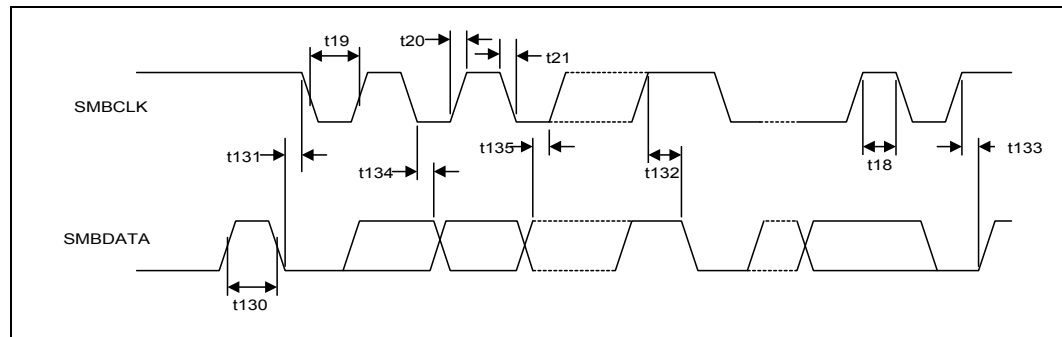 t19
t20
t21
SMBCLK
t131
t134
t135
t132
t18
t133
SMBDATA
t130